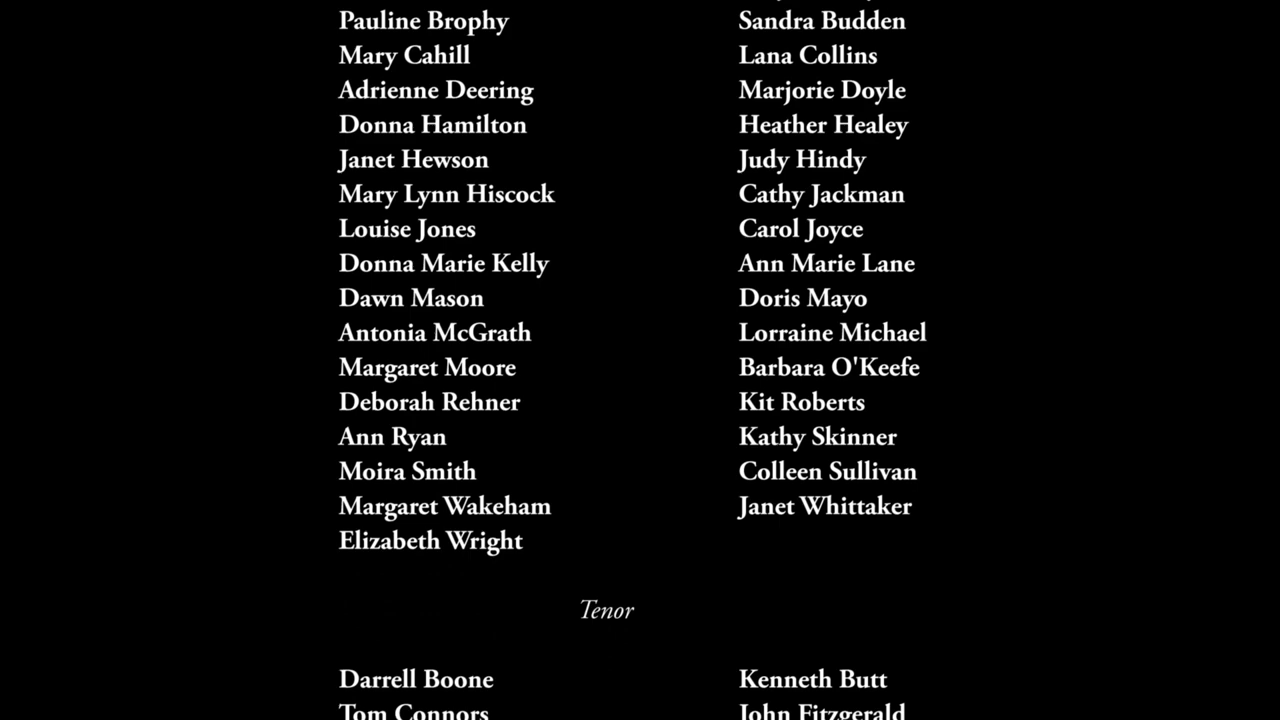 Pauline Brophy Sandra Budden
Mary Cahill Lana Collins
Adrienne Deering Marjorie Doyle
Donna Hamilton Heather Healey
Janet Hewson Judy Hindy
Mary Lynn Hiscock Cathy Jackman
Louise Jones Carol Joyce
Donna Marie Kelly Ann Marie Lane
Dawn Mason Doris Mayo
Antonia McGrath Lorraine Michael
Margaret Moore Barbara O'Keefe
Deborah Rehner Kit Roberts
Ann Ryan Kathy Skinner
Moira Smith Colleen Sullivan
Margaret Wakeham Janet Whittaker
Elizabeth Wright
Tenor
Darrell Boone Kenneth Butt
Tom Connors John Fitzgerald